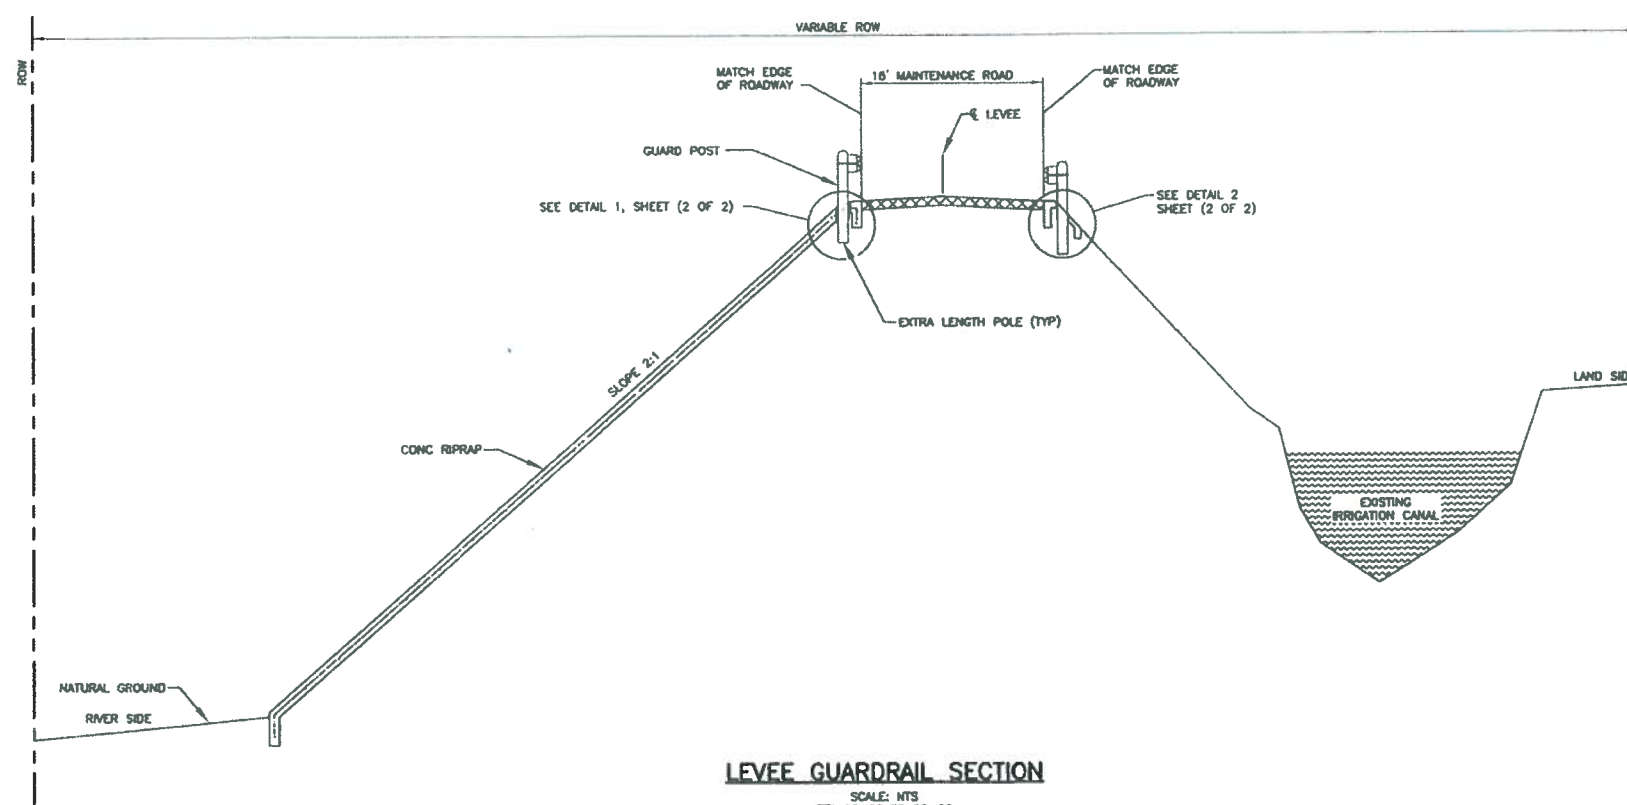 VARIABLE ROW
ROW
MATCH EDGE
OF ROADWAY
16' MAINTENANCE ROAD
MATCH EDGE
OF ROADWAY
℄ LEVEE
GUARD POST
SEE DETAIL 1, SHEET (2 OF 2)
SEE DETAIL 2
SHEET (2 OF 2)
EXTRA LENGTH POLE (TYP)
SLOPE 2:1
LAND SID
CONC RIPRAP
EXISTING
IRRIGATION CANAL
NATURAL GROUND
RIVER SIDE
LEVEE GUARDRAIL SECTION
SCALE: NTS